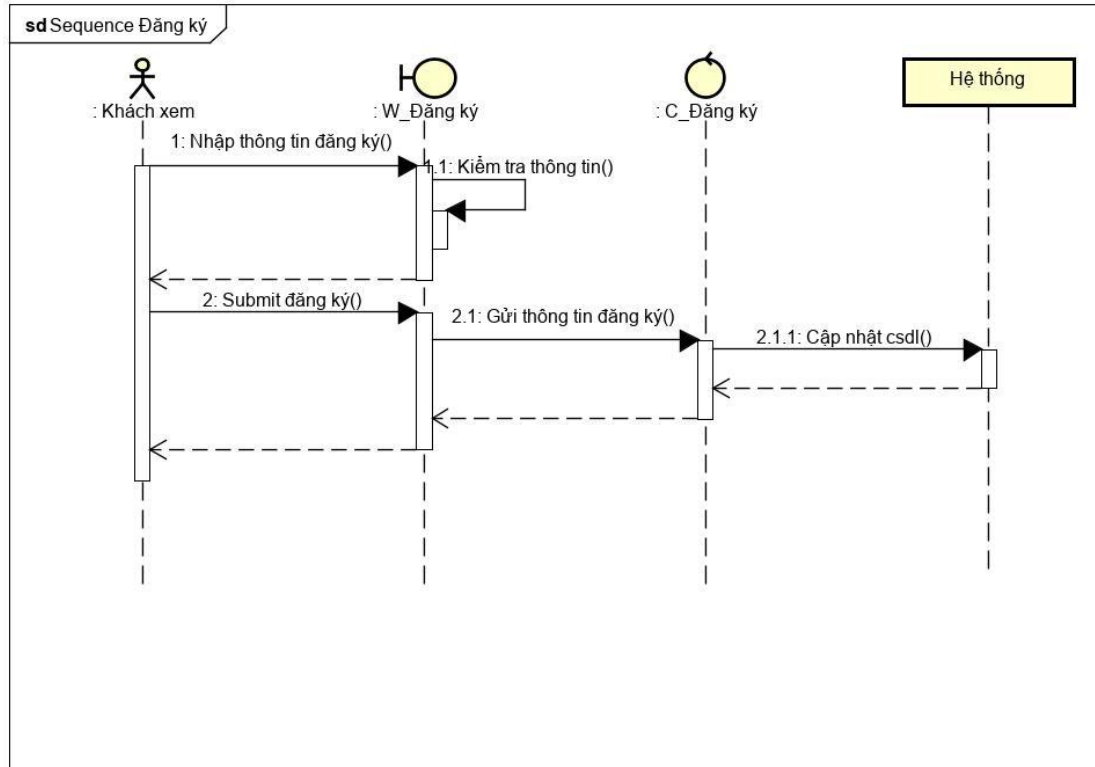 sd Sequence Đăng ký
: Khách xem
: W_Đăng ký
: C_Đăng ký
Hệ thống
1: Nhập thông tin đăng ký()
1.1: Kiểm tra thông tin()
2: Submit đăng ký()
2.1: Gửi thông tin đăng ký()
2.1.1: Cập nhật csdl()